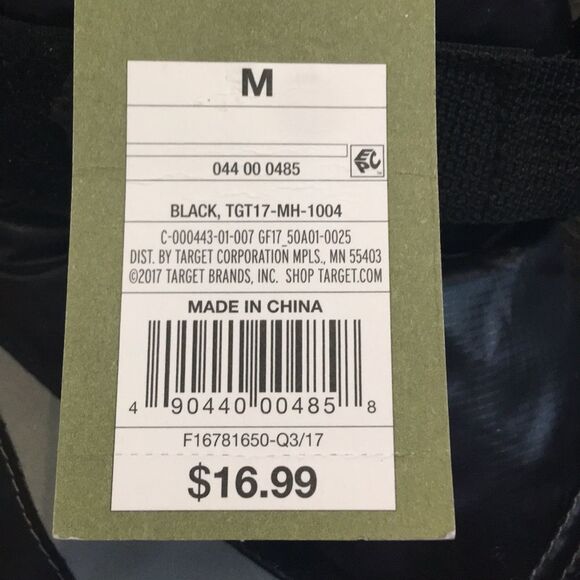 M
EPC
044 00 0485
BLACK, TGT17-MH-1004
C-000443-01-007 GF17_50A01-0025
DIST. BY TARGET CORPORATION MPLS., MN 55403
©2017 TARGET BRANDS, INC. SHOP TARGET.COM
MADE IN CHINA
4 90440 00485 8
F16781650-Q3/17
$16.99